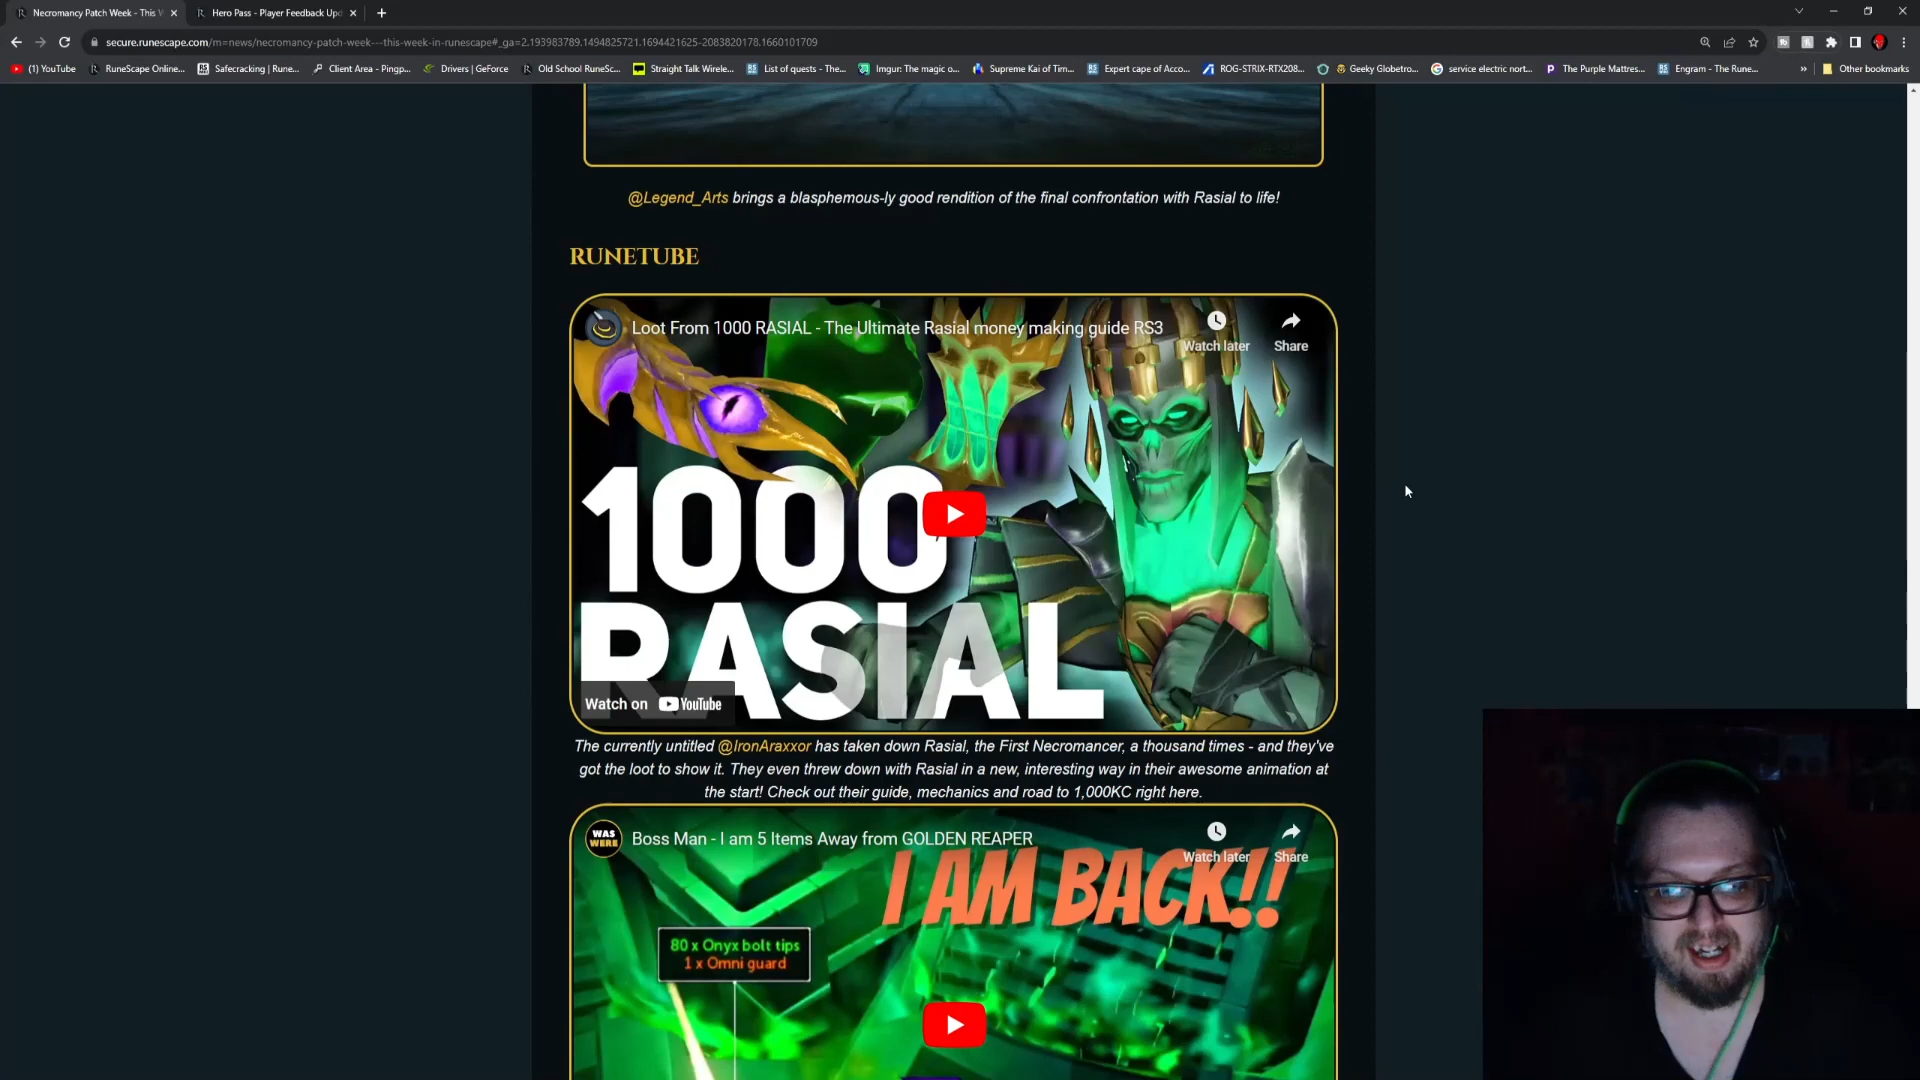 Necromancy Patch Week - This W
Hero Pass - Player Feedback Upd
secure.runescape.com/m=news/necromancy-patch-week---this-week-in-runescape#_ga=2.193983789.1494825721.1694421625-2083820178.1660101709
(1) YouTube
RuneScape Online...
Safecracking | Rune...
Client Area - Pingp...
Drivers | GeForce
Old School RuneSc...
Straight Talk Wirele...
List of quests - The...
Imgur: The magic o...
Supreme Kai of Tim...
Expert cape of Acco...
ROG-STRIX-RTX208...
Geeky Globetro...
service electric nort...
The Purple Mattres...
Engram - The Rune...
Other bookmarks
@Legend_Arts brings a blasphemous-ly good rendition of the final confrontation with Rasial to life!
RUNETUBE
Loot From 1000 RASIAL - The Ultimate Rasial money making guide RS3
Watch later
Share
1000
RASIAL
Watch on YouTube
The currently untitled @IronAraxxor has taken down Rasial, the First Necromancer, a thousand times - and they've
got the loot to show it. They even threw down with Rasial in a new, interesting way in their awesome animation at
the start! Check out their guide, mechanics and road to 1,000KC right here.
WAS
WERE
Boss Man - I am 5 Items Away from GOLDEN REAPER
Watch later
Share
I AM BACK!!
80 x Onyx bolt tips
1 x Omni guard